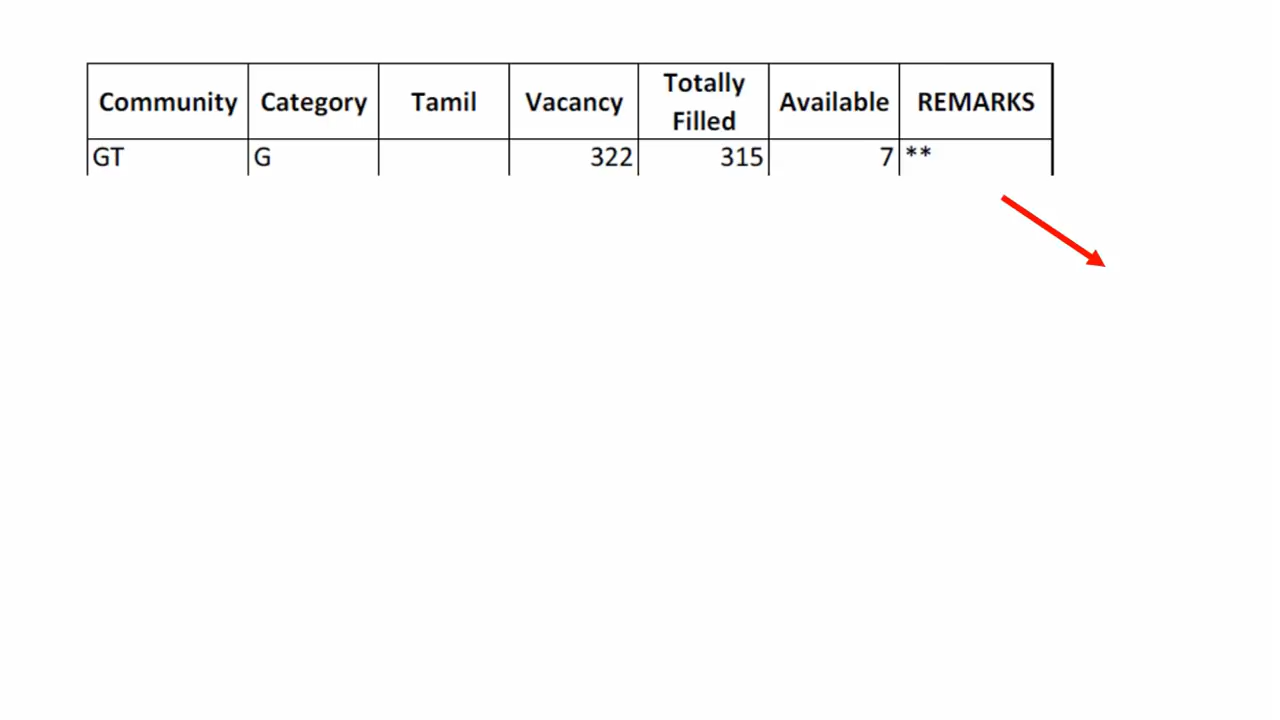 Community Category Tamil Vacancy Totally Filled Available REMARKS
GT G 322 315 7 **